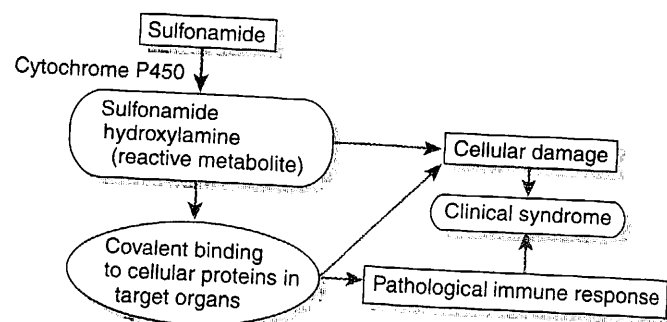 Sulfonamide
Cytochrome P450
Sulfonamide
hydroxylamine
(reactive metabolite)
Cellular damage
Clinical syndrome
Covalent binding
to cellular proteins in
target organs
Pathological immune response